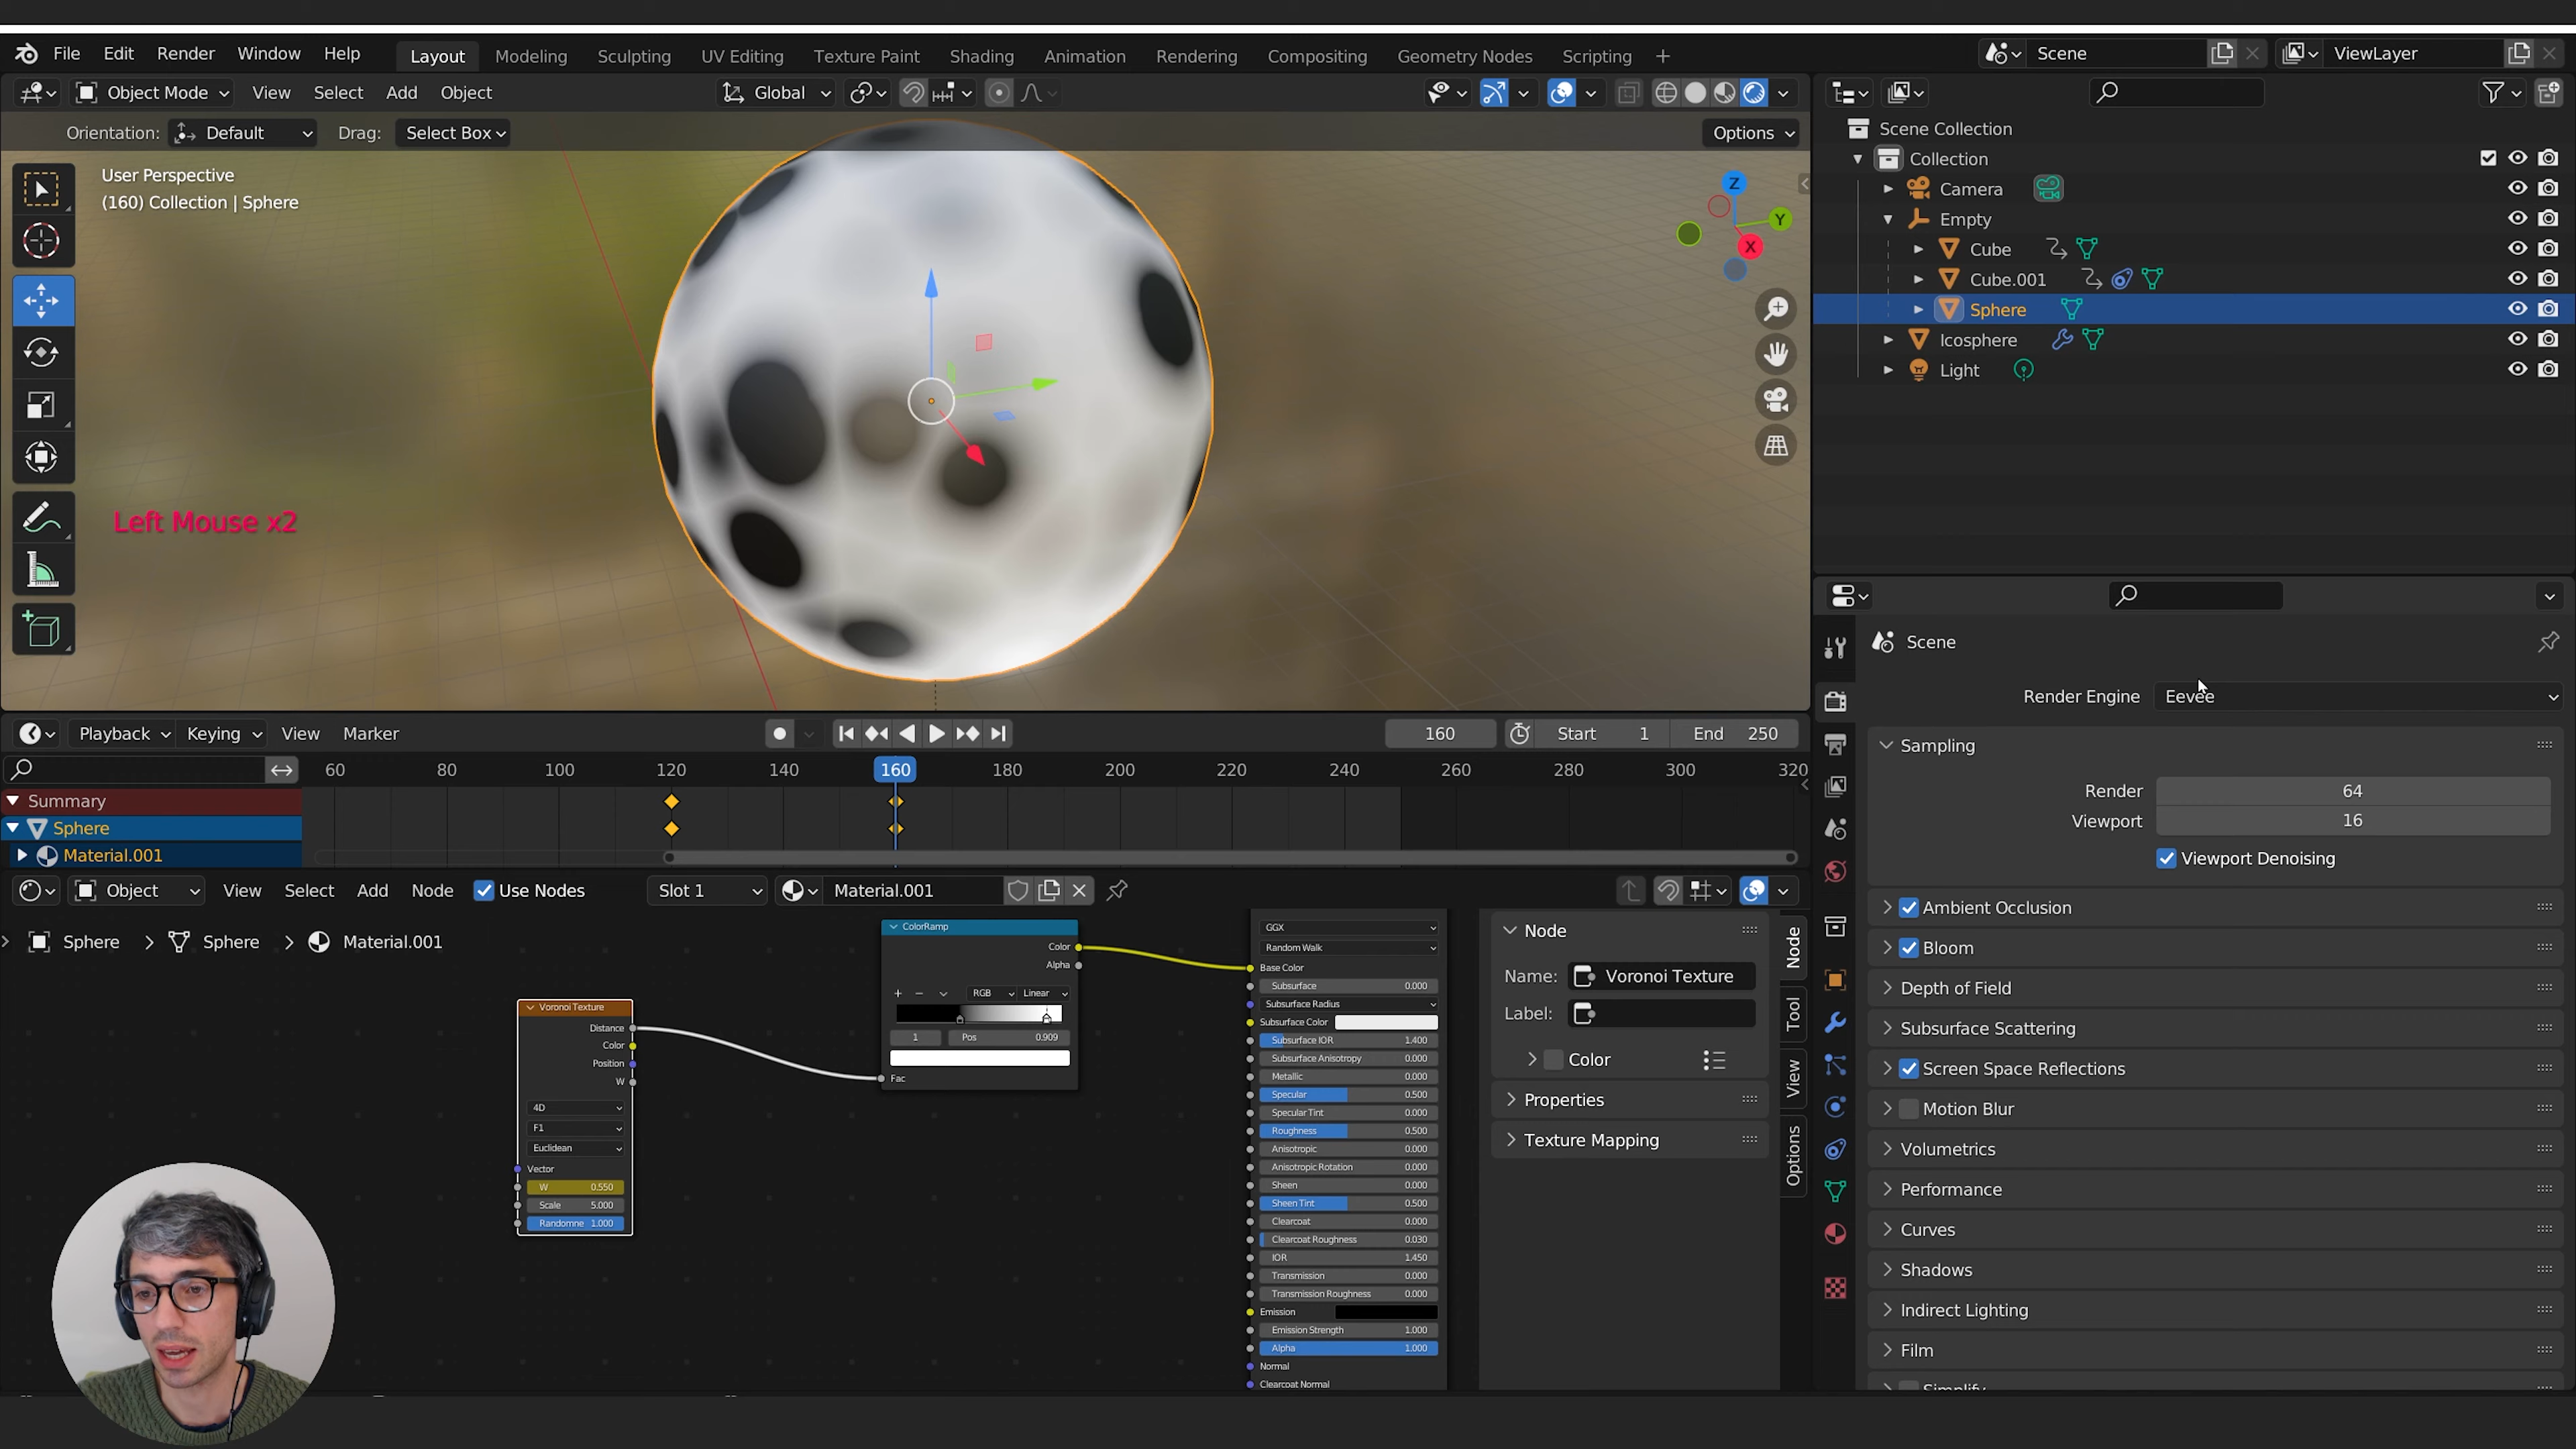 File Edit Render Window Help Layout Modeling Sculpting UV Editing Texture Paint Shading Animation Rendering Compositing Geometry Nodes Scripting + Scene ViewLayer
Object Mode View Select Add Object Global
Orientation: Default Drag: Select Box Options
User Perspective
(160) Collection | Sphere
Z
Y
X
Left Mouse x2
Scene Collection
Collection
Camera
Empty
Cube
Cube.001
Sphere
Icosphere
Light
Scene
Render Engine Eevee
Sampling
Render 64
Viewport 16
Viewport Denoising
Ambient Occlusion
Bloom
Depth of Field
Subsurface Scattering
Screen Space Reflections
Motion Blur
Volumetrics
Performance
Curves
Shadows
Indirect Lighting
Film
Playback Keying View Marker 160 Start 1 End 250
60 80 100 120 140 160 180 200 220 240 260 280 300 320
Summary
Sphere
Material.001
Object View Select Add Node Use Nodes Slot 1 Material.001
Sphere > Sphere > Material.001
Voronoi Texture
Distance
Color
Position
W
4D
F1
Euclidean
Vector
W 0.550
Scale 5.000
Randomne 1.000
ColorRamp
Color
Alpha
+ − RGB Linear
1 Pos 0.909
Fac
GGX
Random Walk
Base Color
Subsurface 0.000
Subsurface Radius
Subsurface Color
Subsurface IOR 1.400
Subsurface Anisotropy 0.000
Metallic 0.000
Specular 0.500
Specular Tint 0.000
Roughness 0.500
Anisotropic 0.000
Anisotropic Rotation 0.000
Sheen 0.000
Sheen Tint 0.500
Clearcoat 0.000
Clearcoat Roughness 0.030
IOR 1.450
Transmission 0.000
Transmission Roughness 0.000
Emission
Emission Strength 1.000
Alpha 1.000
Normal
Clearcoat Normal
Node
Name: Voronoi Texture
Label:
Color
Properties
Texture Mapping
Node
Tool
View
Options